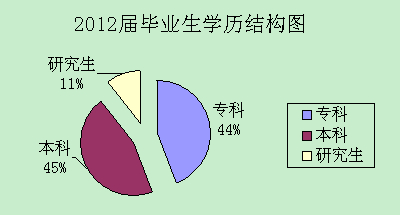 2012届毕业生学历结构图
研究生
11%
专科
44%
本科
45%
专科
本科
研究生